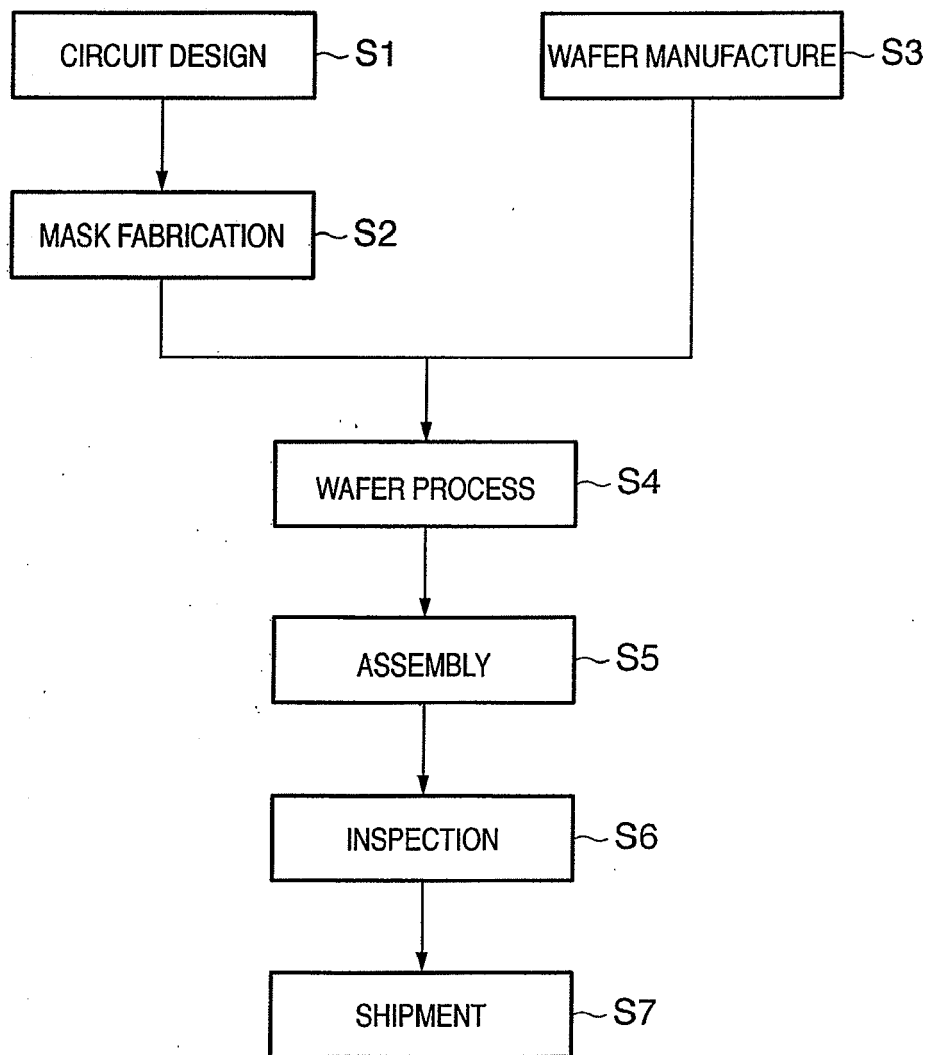 CIRCUIT DESIGN S1
WAFER MANUFACTURE S3
MASK FABRICATION S2
WAFER PROCESS S4
ASSEMBLY S5
INSPECTION S6
SHIPMENT S7